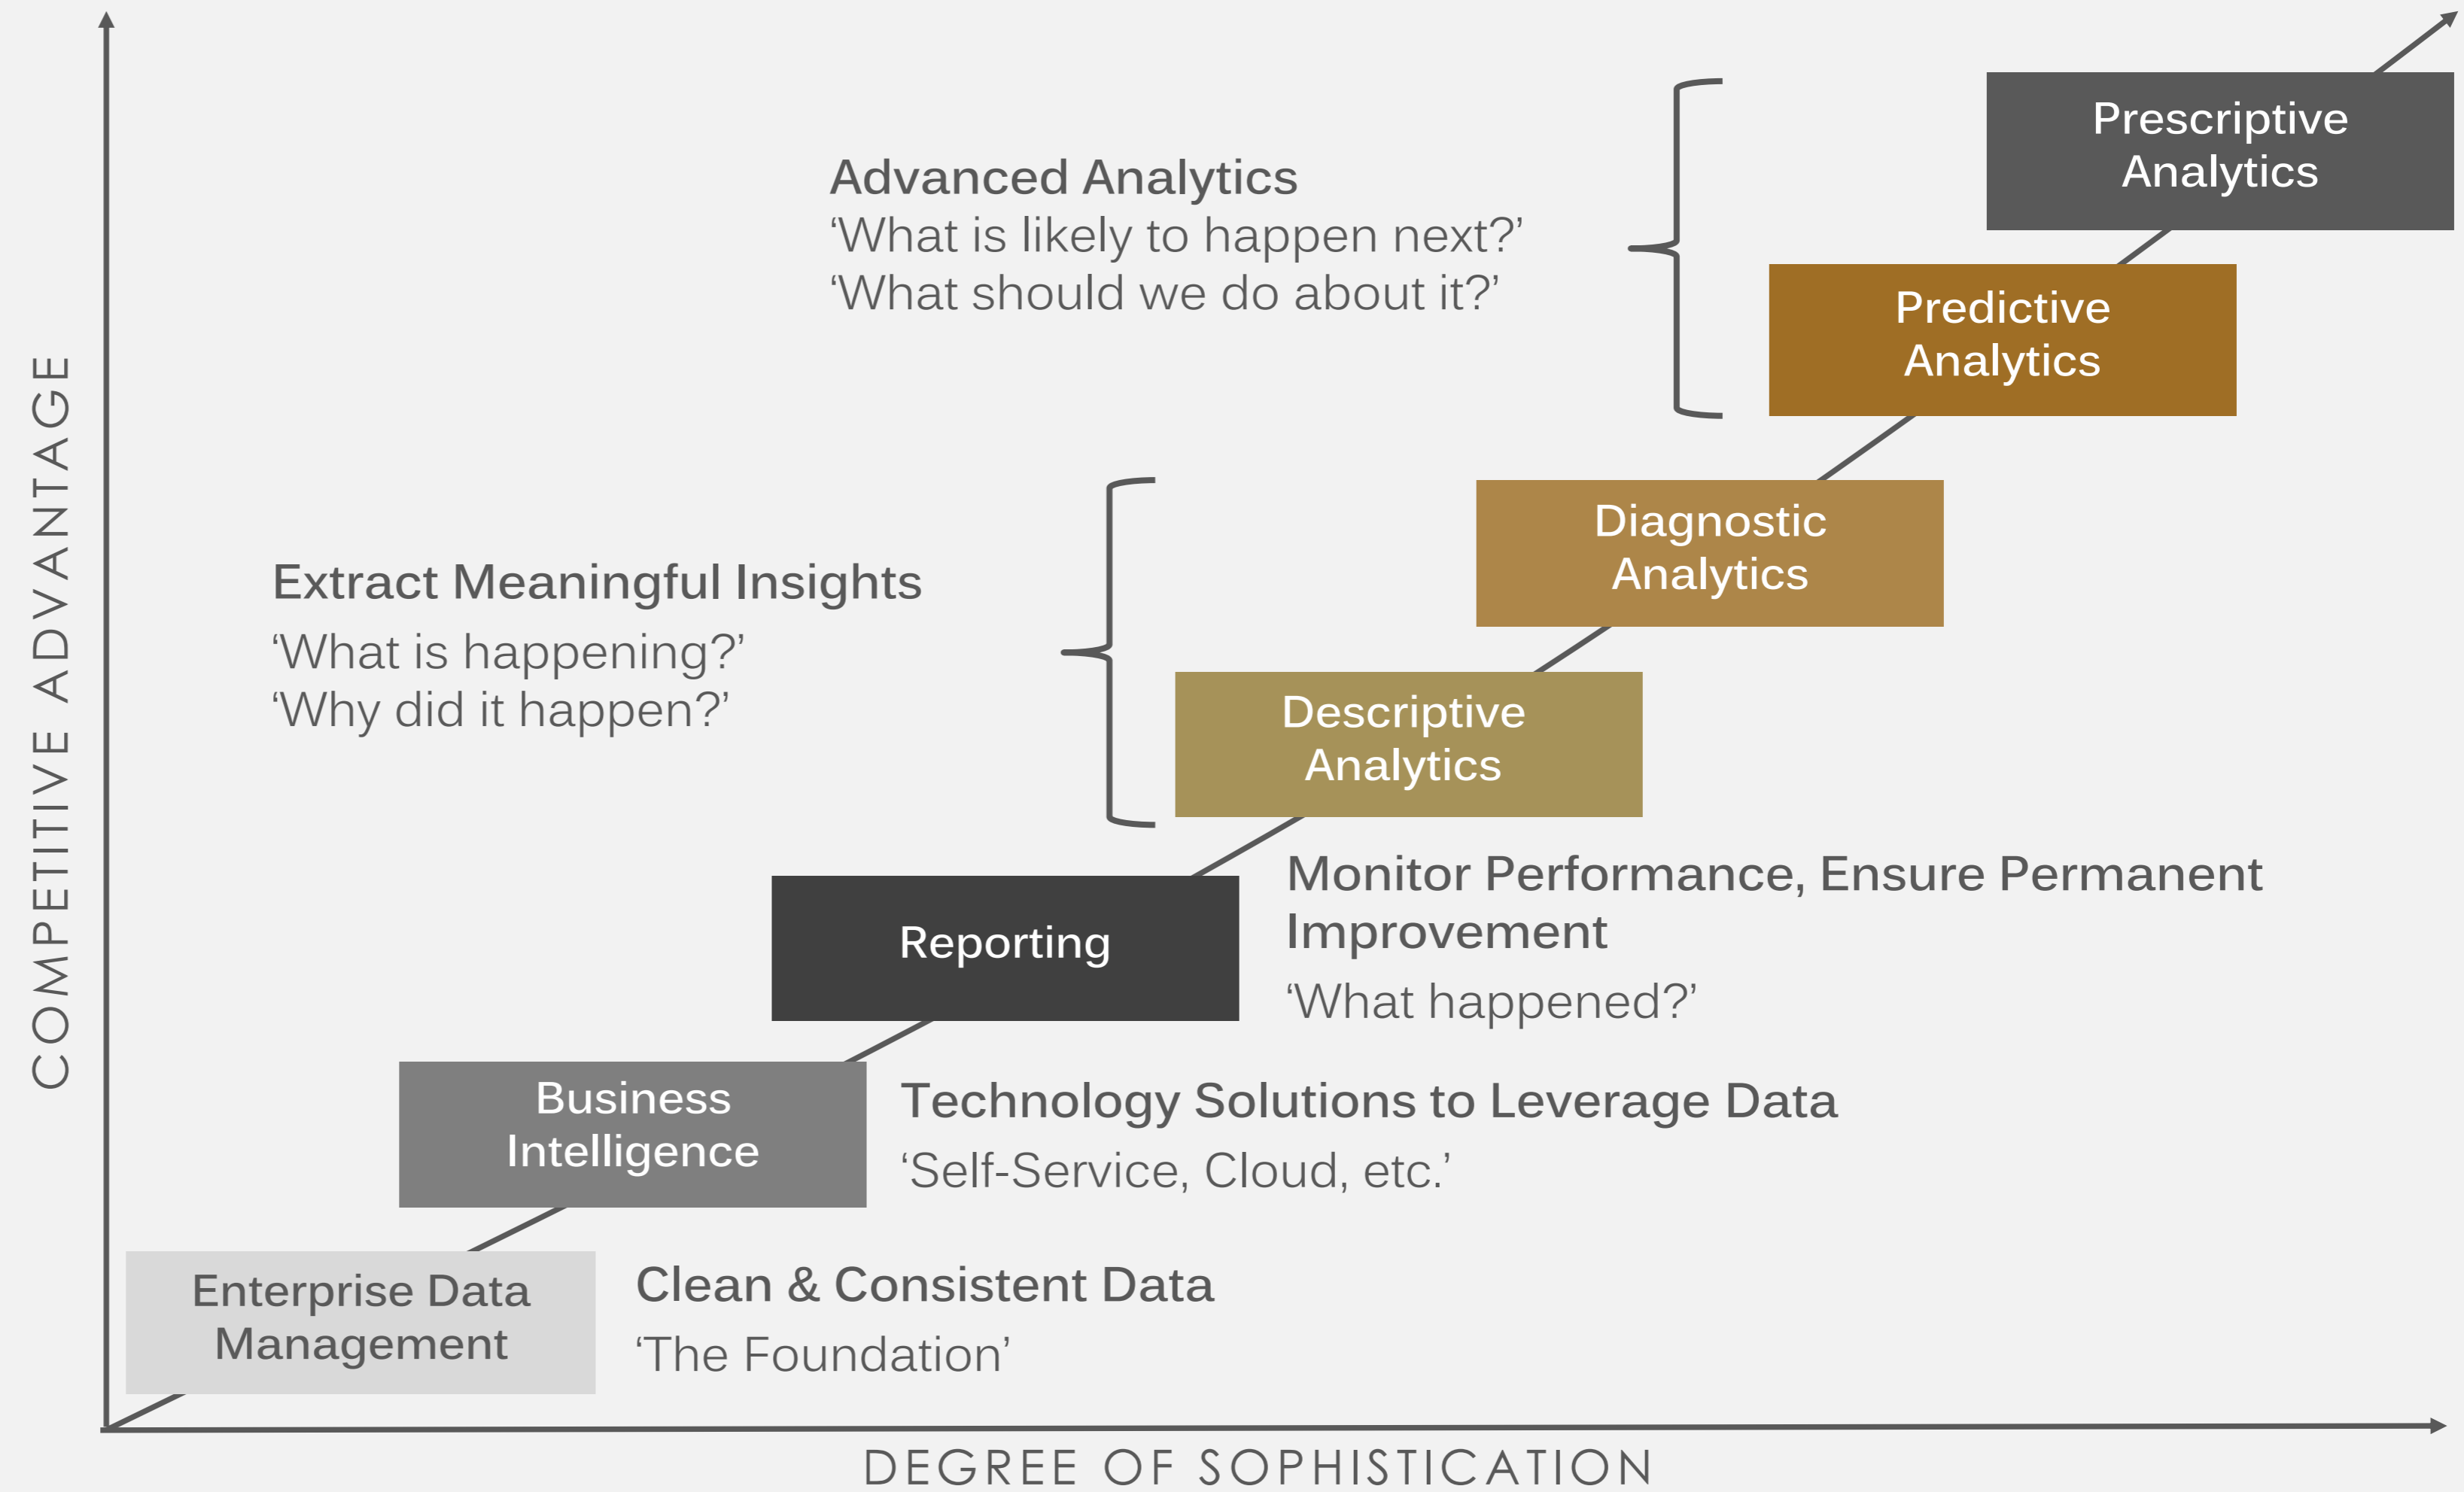 Prescriptive
Analytics
Advanced Analytics
‘What is likely to happen next?’
‘What should we do about it?’
Predictive
Analytics
Diagnostic
Analytics
Extract Meaningful Insights
‘What is happening?’
‘Why did it happen?’
Descriptive
Analytics
Reporting
Monitor Performance, Ensure Permanent
Improvement
‘What happened?’
Business
Intelligence
Technology Solutions to Leverage Data
‘Self-Service, Cloud, etc.’
Enterprise Data
Management
Clean & Consistent Data
‘The Foundation’
COMPETITIVE ADVANTAGE
DEGREE OF SOPHISTICATION